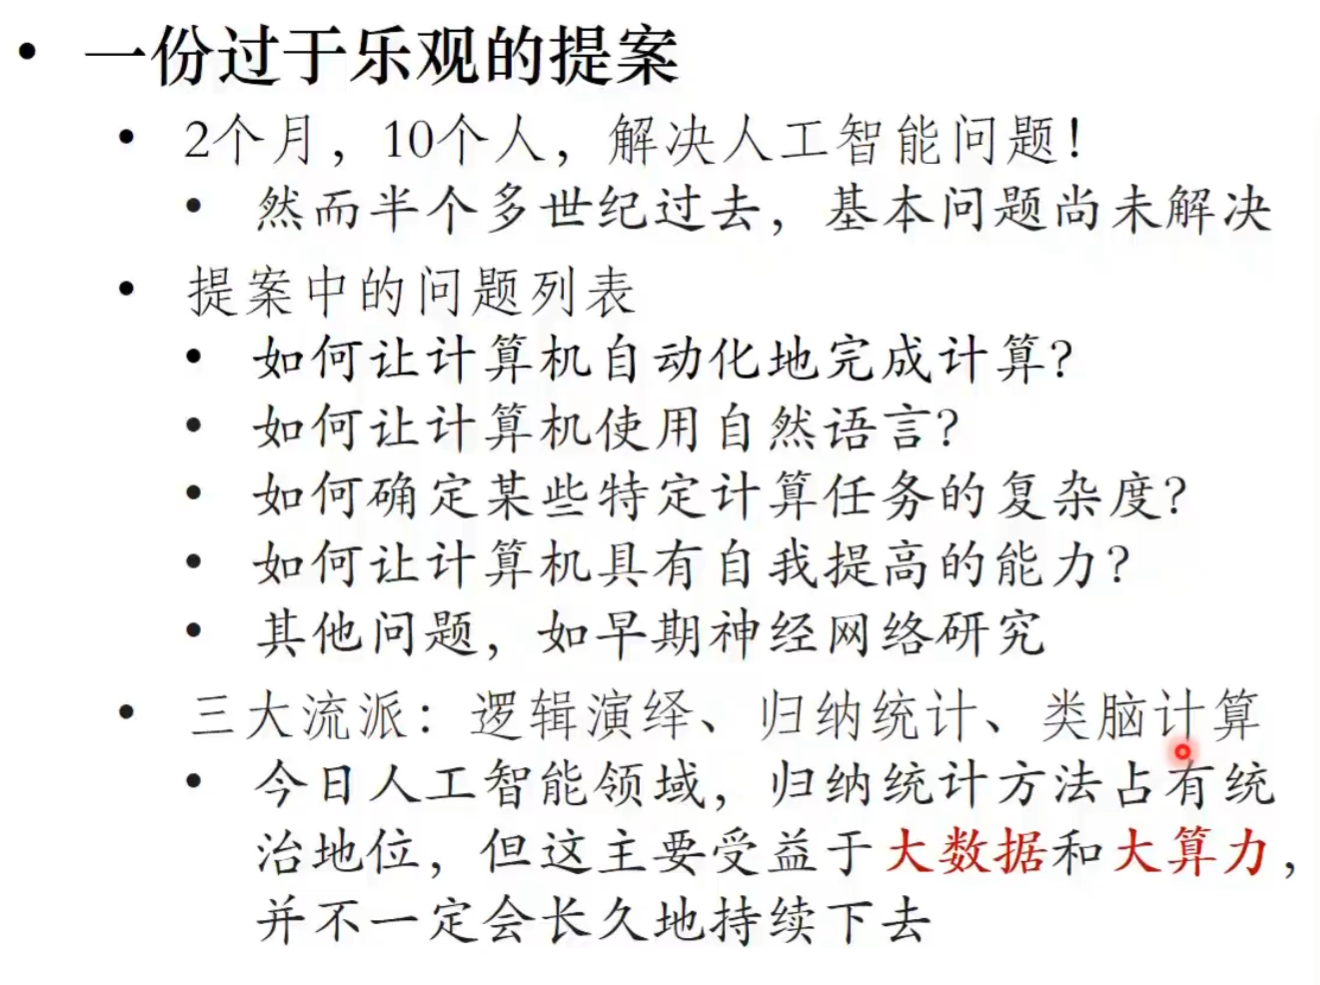 • 一份过于乐观的提案
• 2个月，10个人，解决人工智能问题！
• 然而半个多世纪过去，基本问题尚未解决
• 提案中的问题列表
• 如何让计算机自动化地完成计算？
• 如何让计算机使用自然语言？
• 如何确定某些特定计算任务的复杂度？
• 如何让计算机具有自我提高的能力？
• 其他问题，如早期神经网络研究
• 三大流派：逻辑演绎、归纳统计、类脑计算
• 今日人工智能领域，归纳统计方法占有统
治地位，但这主要受益于大数据和大算力，
并不一定会长久地持续下去